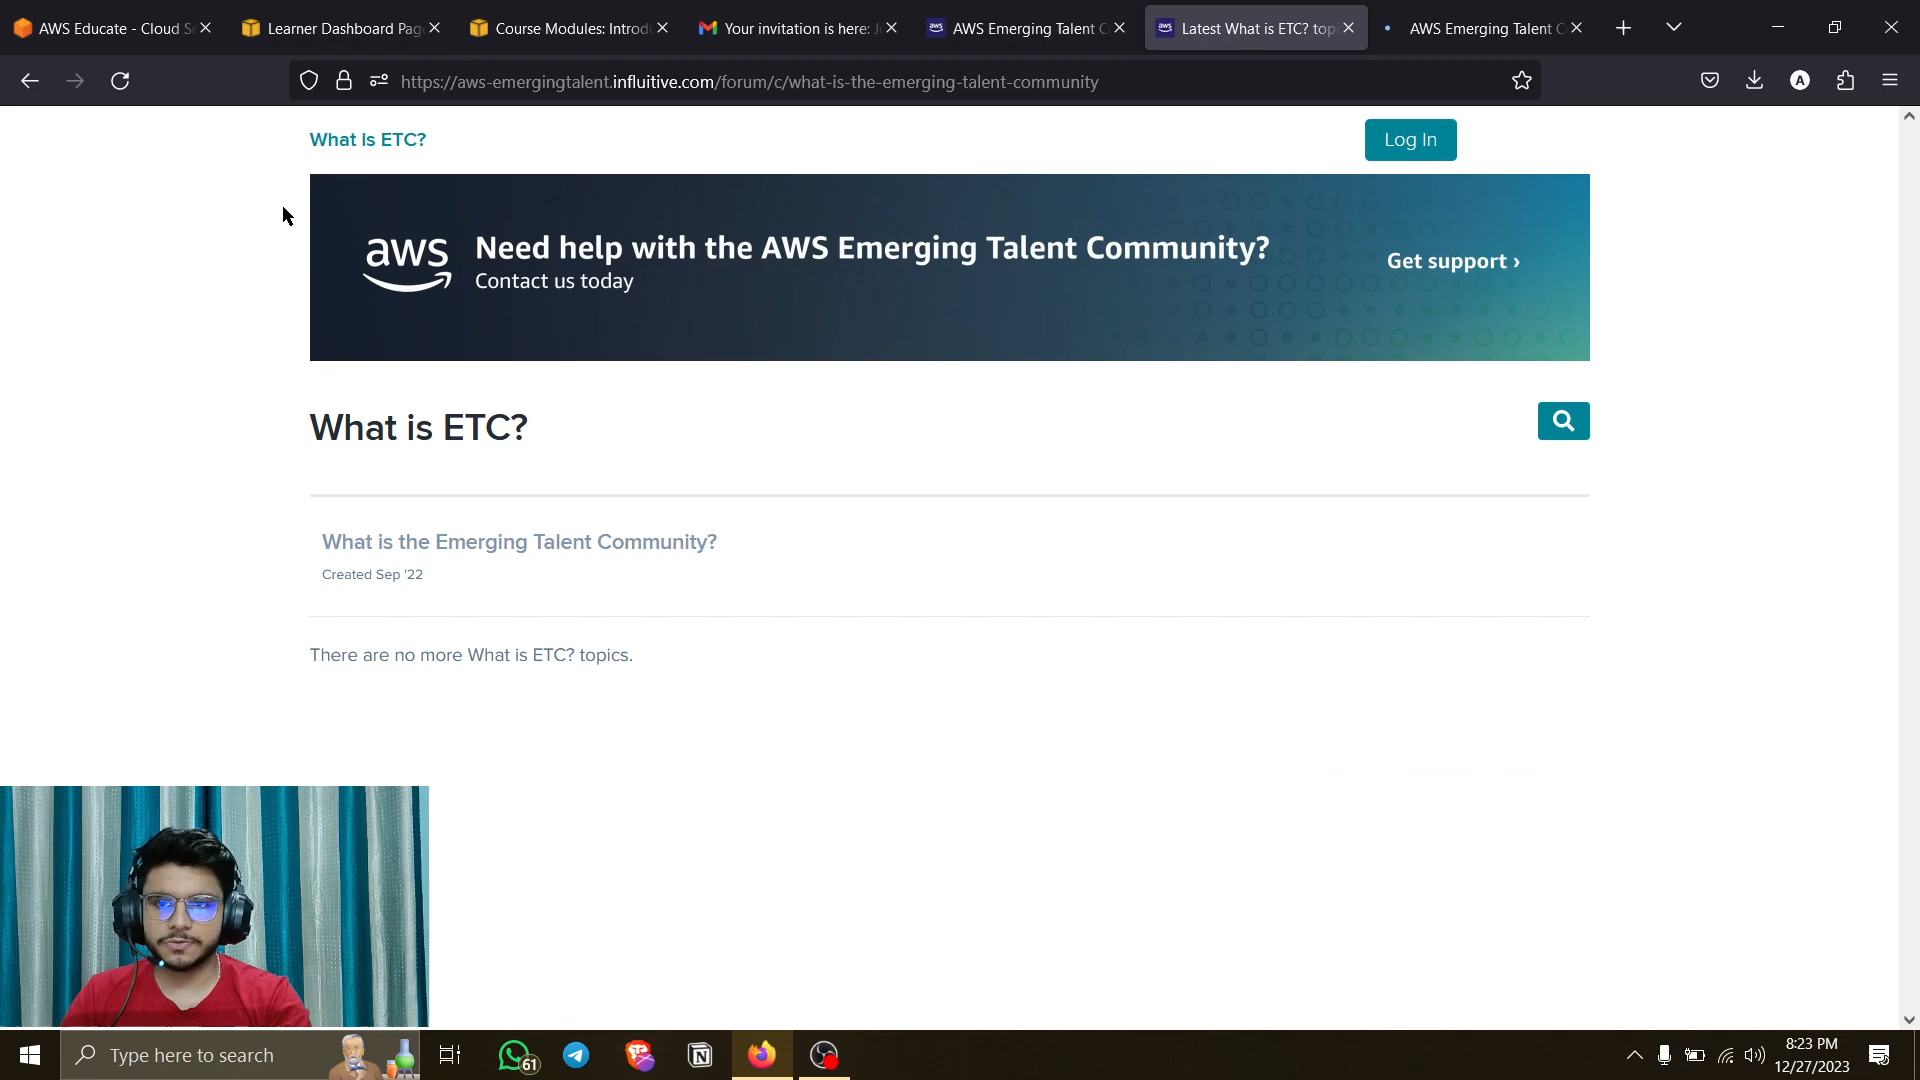 AWS Educate - Cloud S
Learner Dashboard Pag
Course Modules: Introd
Your invitation is here: J
AWS Emerging Talent C
Latest What is ETC? topi
AWS Emerging Talent C
https://aws-emergingtalent.influitive.com/forum/c/what-is-the-emerging-talent-community
A
What is ETC?
Log In
aws
Need help with the AWS Emerging Talent Community?
Contact us today
Get support ›
What is ETC?
What is the Emerging Talent Community?
Created Sep '22
There are no more What is ETC? topics.
Type here to search
61
8:23 PM
12/27/2023